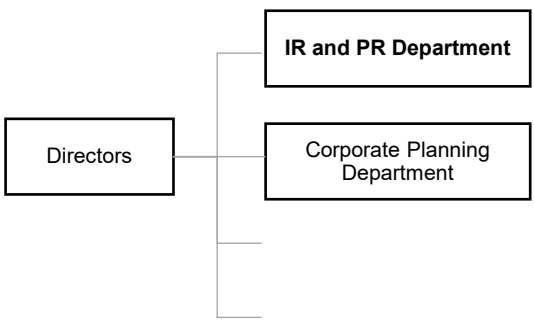 IR and PR Department
Directors
Corporate Planning
Department